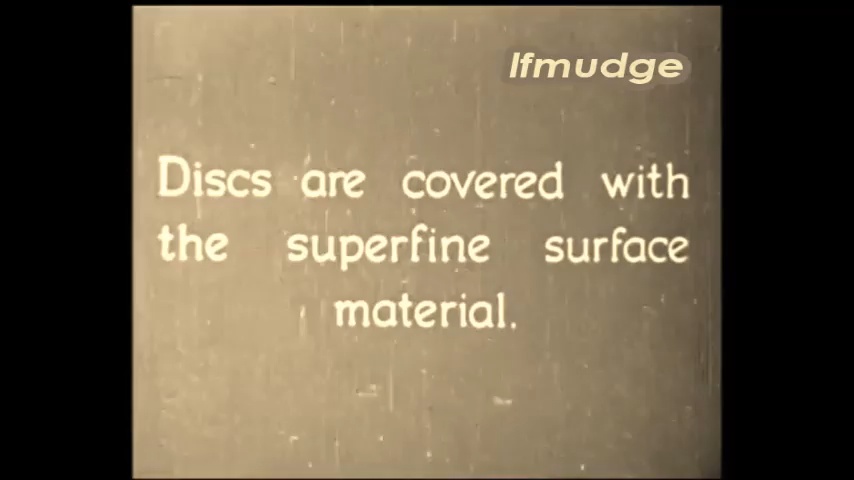 lfmudge
Discs are covered with
the superfine surface
material.